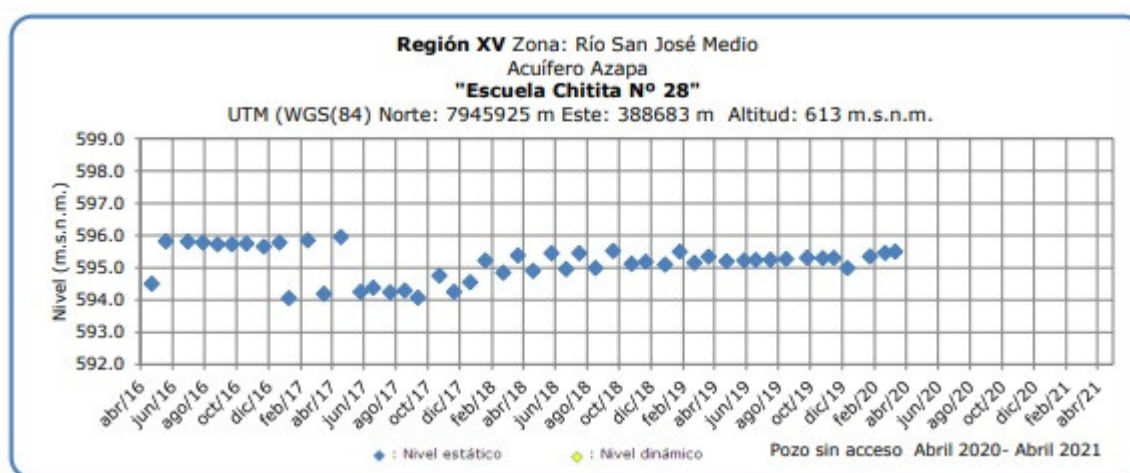 Región XV Zona: Río San José Medio
Acuífero Azapa
"Escuela Chitita Nº 28"
UTM (WGS(84) Norte: 7945925 m Este: 388683 m Altitud: 613 m.s.n.m.
Nivel (m.s.n.m.)
599.0
598.0
597.0
596.0
595.0
594.0
593.0
592.0
abr/16
jun/16
ago/16
oct/16
dic/16
feb/17
abr/17
jun/17
ago/17
oct/17
dic/17
feb/18
abr/18
jun/18
ago/18
oct/18
dic/18
feb/19
abr/19
jun/19
ago/19
oct/19
dic/19
feb/20
abr/20
jun/20
ago/20
oct/20
dic/20
feb/21
abr/21
: Nivel estático
: Nivel dinámico
Pozo sin acceso Abril 2020- Abril 2021